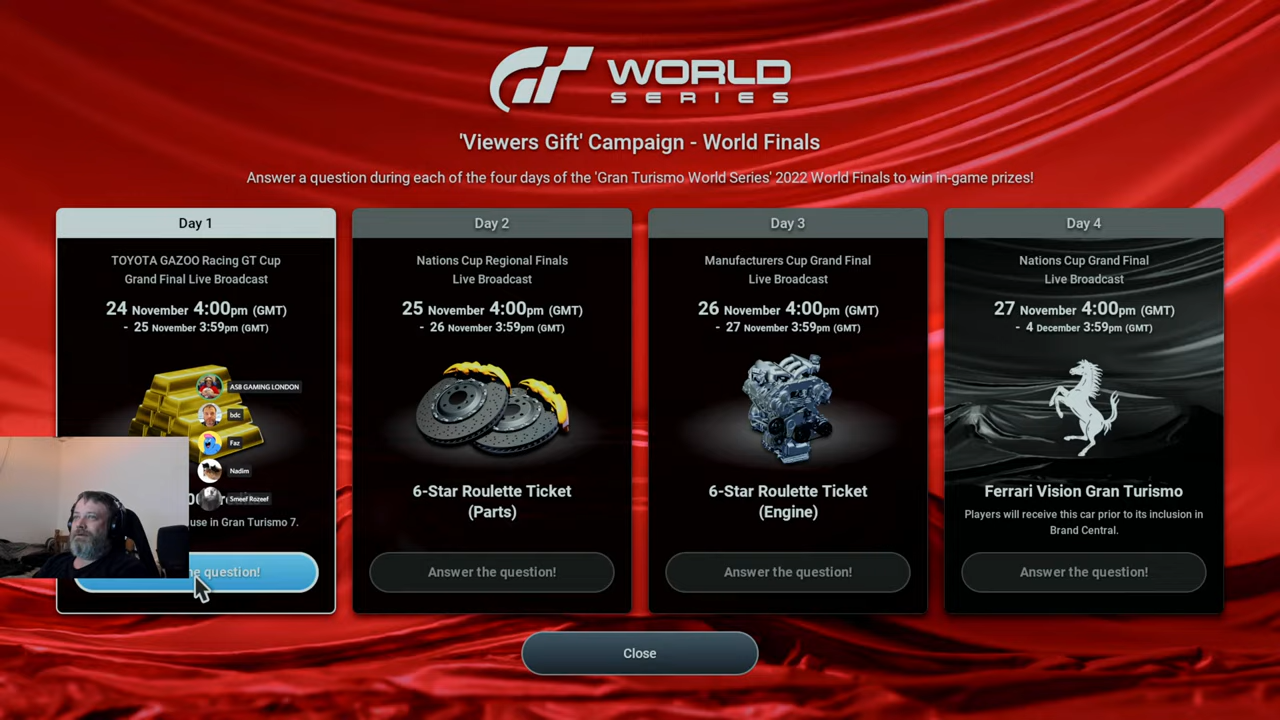 GT WORLD
SERIES
'Viewers Gift' Campaign - World Finals
Answer a question during each of the four days of the 'Gran Turismo World Series' 2022 World Finals to win in-game prizes!
Day 1
TOYOTA GAZOO Racing GT Cup
Grand Final Live Broadcast
24 November 4:00pm (GMT)
- 25 November 3:59pm (GMT)
ASB GAMING LONDON
bdc
Faz
Nadim
Smeef Rozeef
use in Gran Turismo 7.
question!
Day 2
Nations Cup Regional Finals
Live Broadcast
25 November 4:00pm (GMT)
- 26 November 3:59pm (GMT)
6-Star Roulette Ticket
(Parts)
Answer the question!
Day 3
Manufacturers Cup Grand Final
Live Broadcast
26 November 4:00pm (GMT)
- 27 November 3:59pm (GMT)
6-Star Roulette Ticket
(Engine)
Answer the question!
Day 4
Nations Cup Grand Final
Live Broadcast
27 November 4:00pm (GMT)
- 4 December 3:59pm (GMT)
Ferrari Vision Gran Turismo
Players will receive this car prior to its inclusion in
Brand Central.
Answer the question!
Close